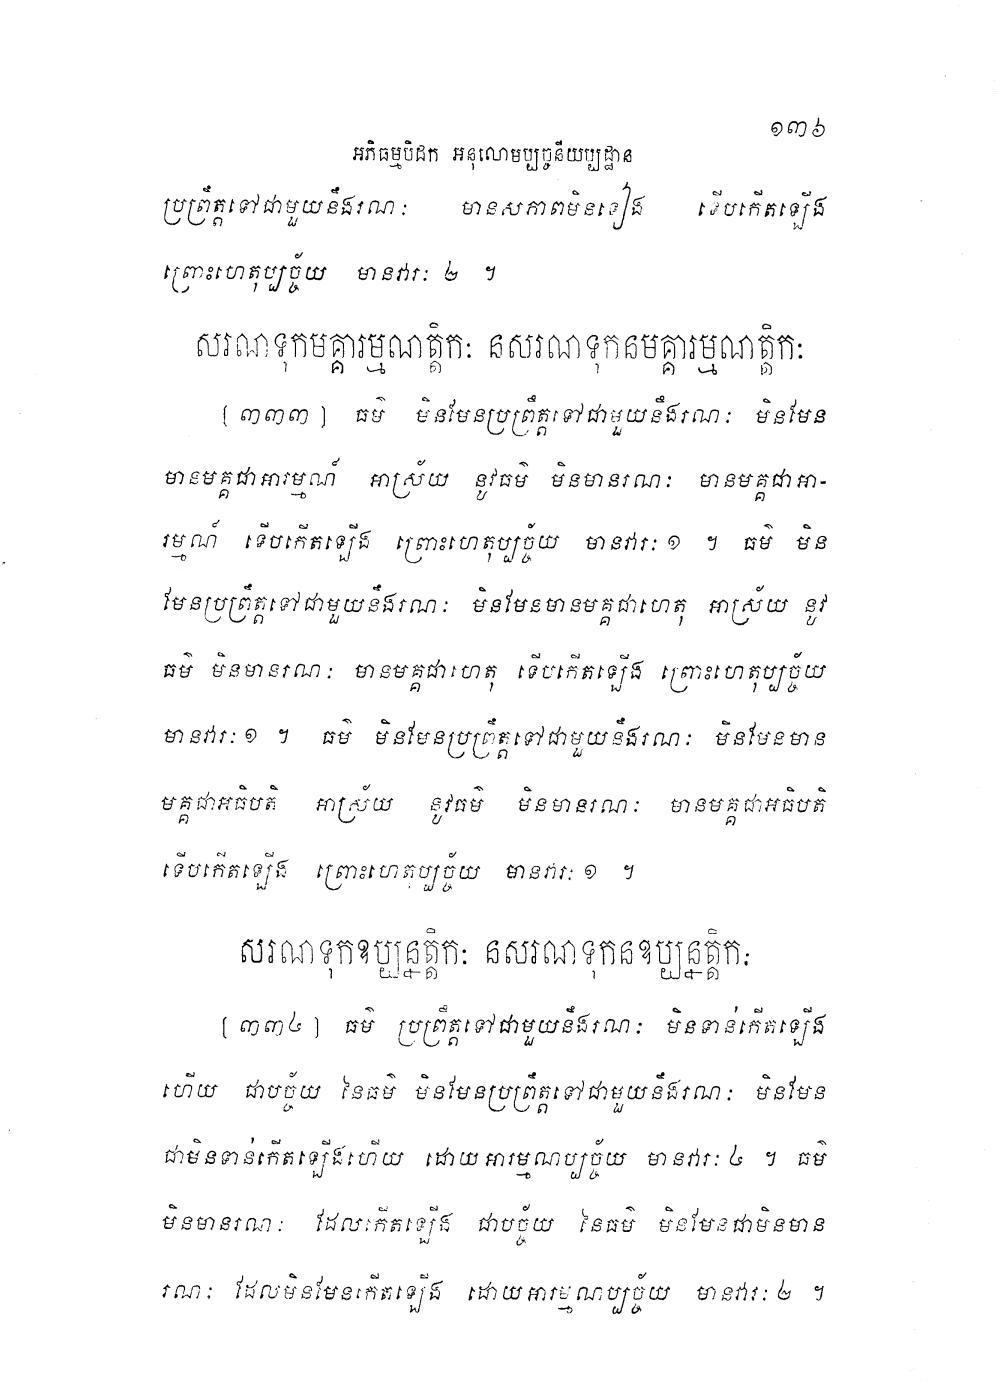 ១៣៦
អភិធម្មបិដក អនុលោមប្បច្ចនីយប្បដ្ឋាន
ប្រព្រឹត្តទៅជាមួយនឹងរណៈ មានសភាពមិនទៀង ទើបកើតឡើង
ព្រោះហេតុប្បច្ច័យ មានវារៈ ២ ។
សរណទុកមគ្គារម្មណត្តិកៈ នសរណទុកនមគ្គារម្មណត្តិកៈ
[ ៣៣៣ ] ធម៌ មិនមែនប្រព្រឹត្តទៅជាមួយនឹងរណៈ មិនមែន
មានមគ្គជាអារម្មណ៍ អាស្រ័យ នូវធម៌ មិនមានរណៈ មានមគ្គជាអា-
រម្មណ៍ ទើបកើតឡើង ព្រោះហេតុប្បច្ច័យ មានវារៈ ១ ។ ធម៌ មិន
មែនប្រព្រឹត្តទៅជាមួយនឹងរណៈ មិនមែនមានមគ្គជាហេតុ អាស្រ័យ នូវ
ធម៌ មិនមានរណៈ មានមគ្គជាហេតុ ទើបកើតឡើង ព្រោះហេតុប្បច្ច័យ
មានវារៈ ១ ។ ធម៌ មិនមែនប្រព្រឹត្តទៅជាមួយនឹងរណៈ មិនមែនមាន
មគ្គជាអធិបតិ អាស្រ័យ នូវធម៌ មិនមានរណៈ មានមគ្គជាអធិបតិ
ទើបកើតឡើង ព្រោះហេតុប្បច្ច័យ មានវារៈ ១ ។
សរណទុកឧប្បន្នត្តិកៈ នសរណទុកនឧប្បន្នត្តិកៈ
[ ៣៣៤ ] ធម៌ ប្រព្រឹត្តទៅជាមួយនឹងរណៈ មិនទាន់កើតឡើង
ហើយ ជាបច្ច័យ នៃធម៌ មិនមែនប្រព្រឹត្តទៅជាមួយនឹងរណៈ មិនមែន
ជាមិនទាន់កើតឡើងហើយ ដោយអារម្មណប្បច្ច័យ មានវារៈ ៤ ។ ធម៌
មិនមានរណៈ ដែលកើតឡើង ជាបច្ច័យ នៃធម៌ មិនមែនជាមិនមាន
រណៈ ដែលមិនមែនកើតឡើង ដោយអារម្មណប្បច្ច័យ មានវារៈ ២ ។